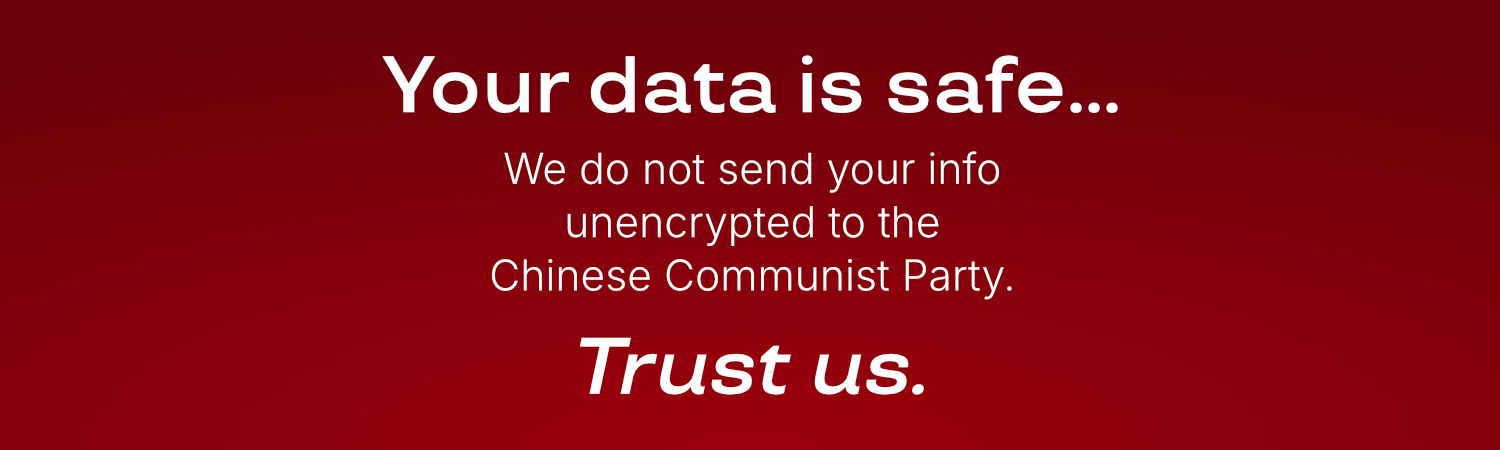 Your data is safe...
We do not send your info
unencrypted to the
Chinese Communist Party.
Trust us.